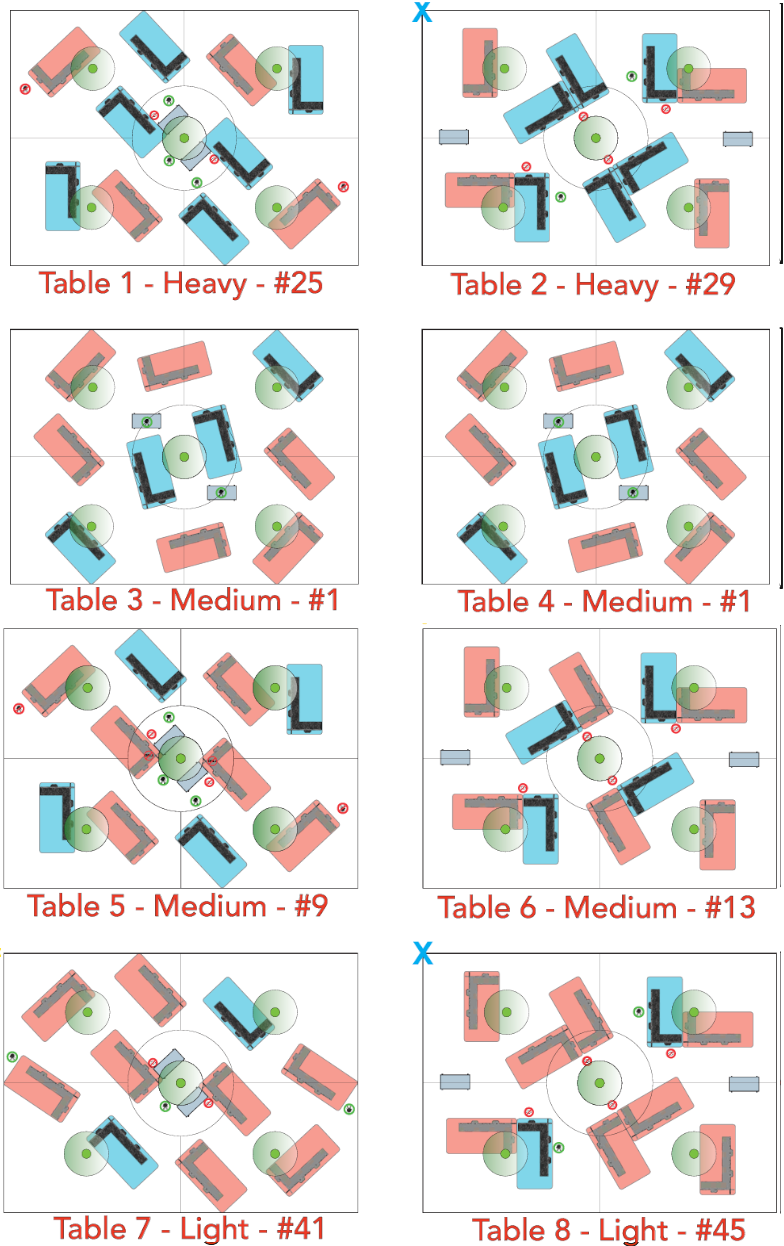 X
Table 1 - Heavy - #25
Table 2 - Heavy - #29
Table 3 - Medium - #1
Table 4 - Medium - #1
Table 5 - Medium - #9
Table 6 - Medium - #13
X
Table 7 - Light - #41
Table 8 - Light - #45